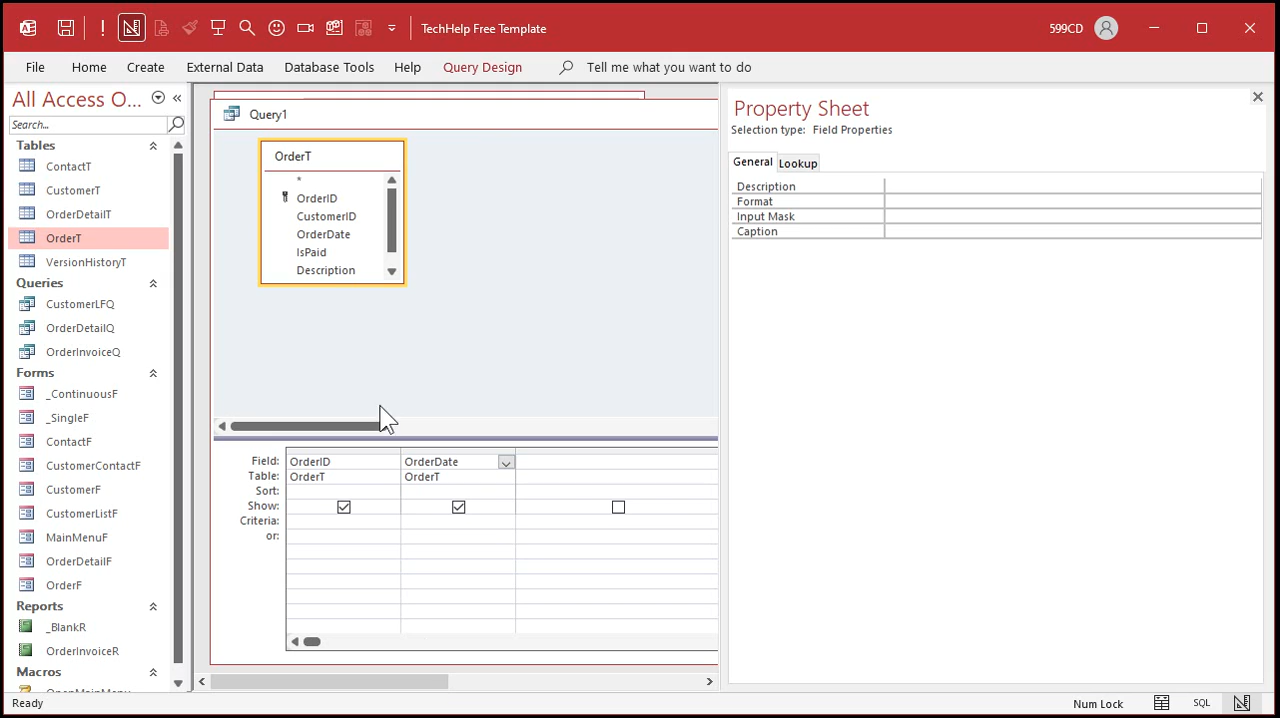 TechHelp Free Template
599CD
File Home Create External Data Database Tools Help Query Design Tell me what you want to do
All Access O...
Search...
Tables
ContactT
CustomerT
OrderDetailT
OrderT
VersionHistoryT
Queries
CustomerLFQ
OrderDetailQ
OrderInvoiceQ
Forms
_ContinuousF
_SingleF
ContactF
CustomerContactF
CustomerF
CustomerListF
MainMenuF
OrderDetailF
OrderF
Reports
_BlankR
OrderInvoiceR
Macros
OpenMainMenu
Query1
OrderT
*
OrderID
CustomerID
OrderDate
IsPaid
Description
Field: OrderID OrderDate
Table: OrderT OrderT
Sort:
Show:
Criteria:
or:
Property Sheet
Selection type: Field Properties
General Lookup
Description
Format
Input Mask
Caption
Ready
Num Lock
SQL